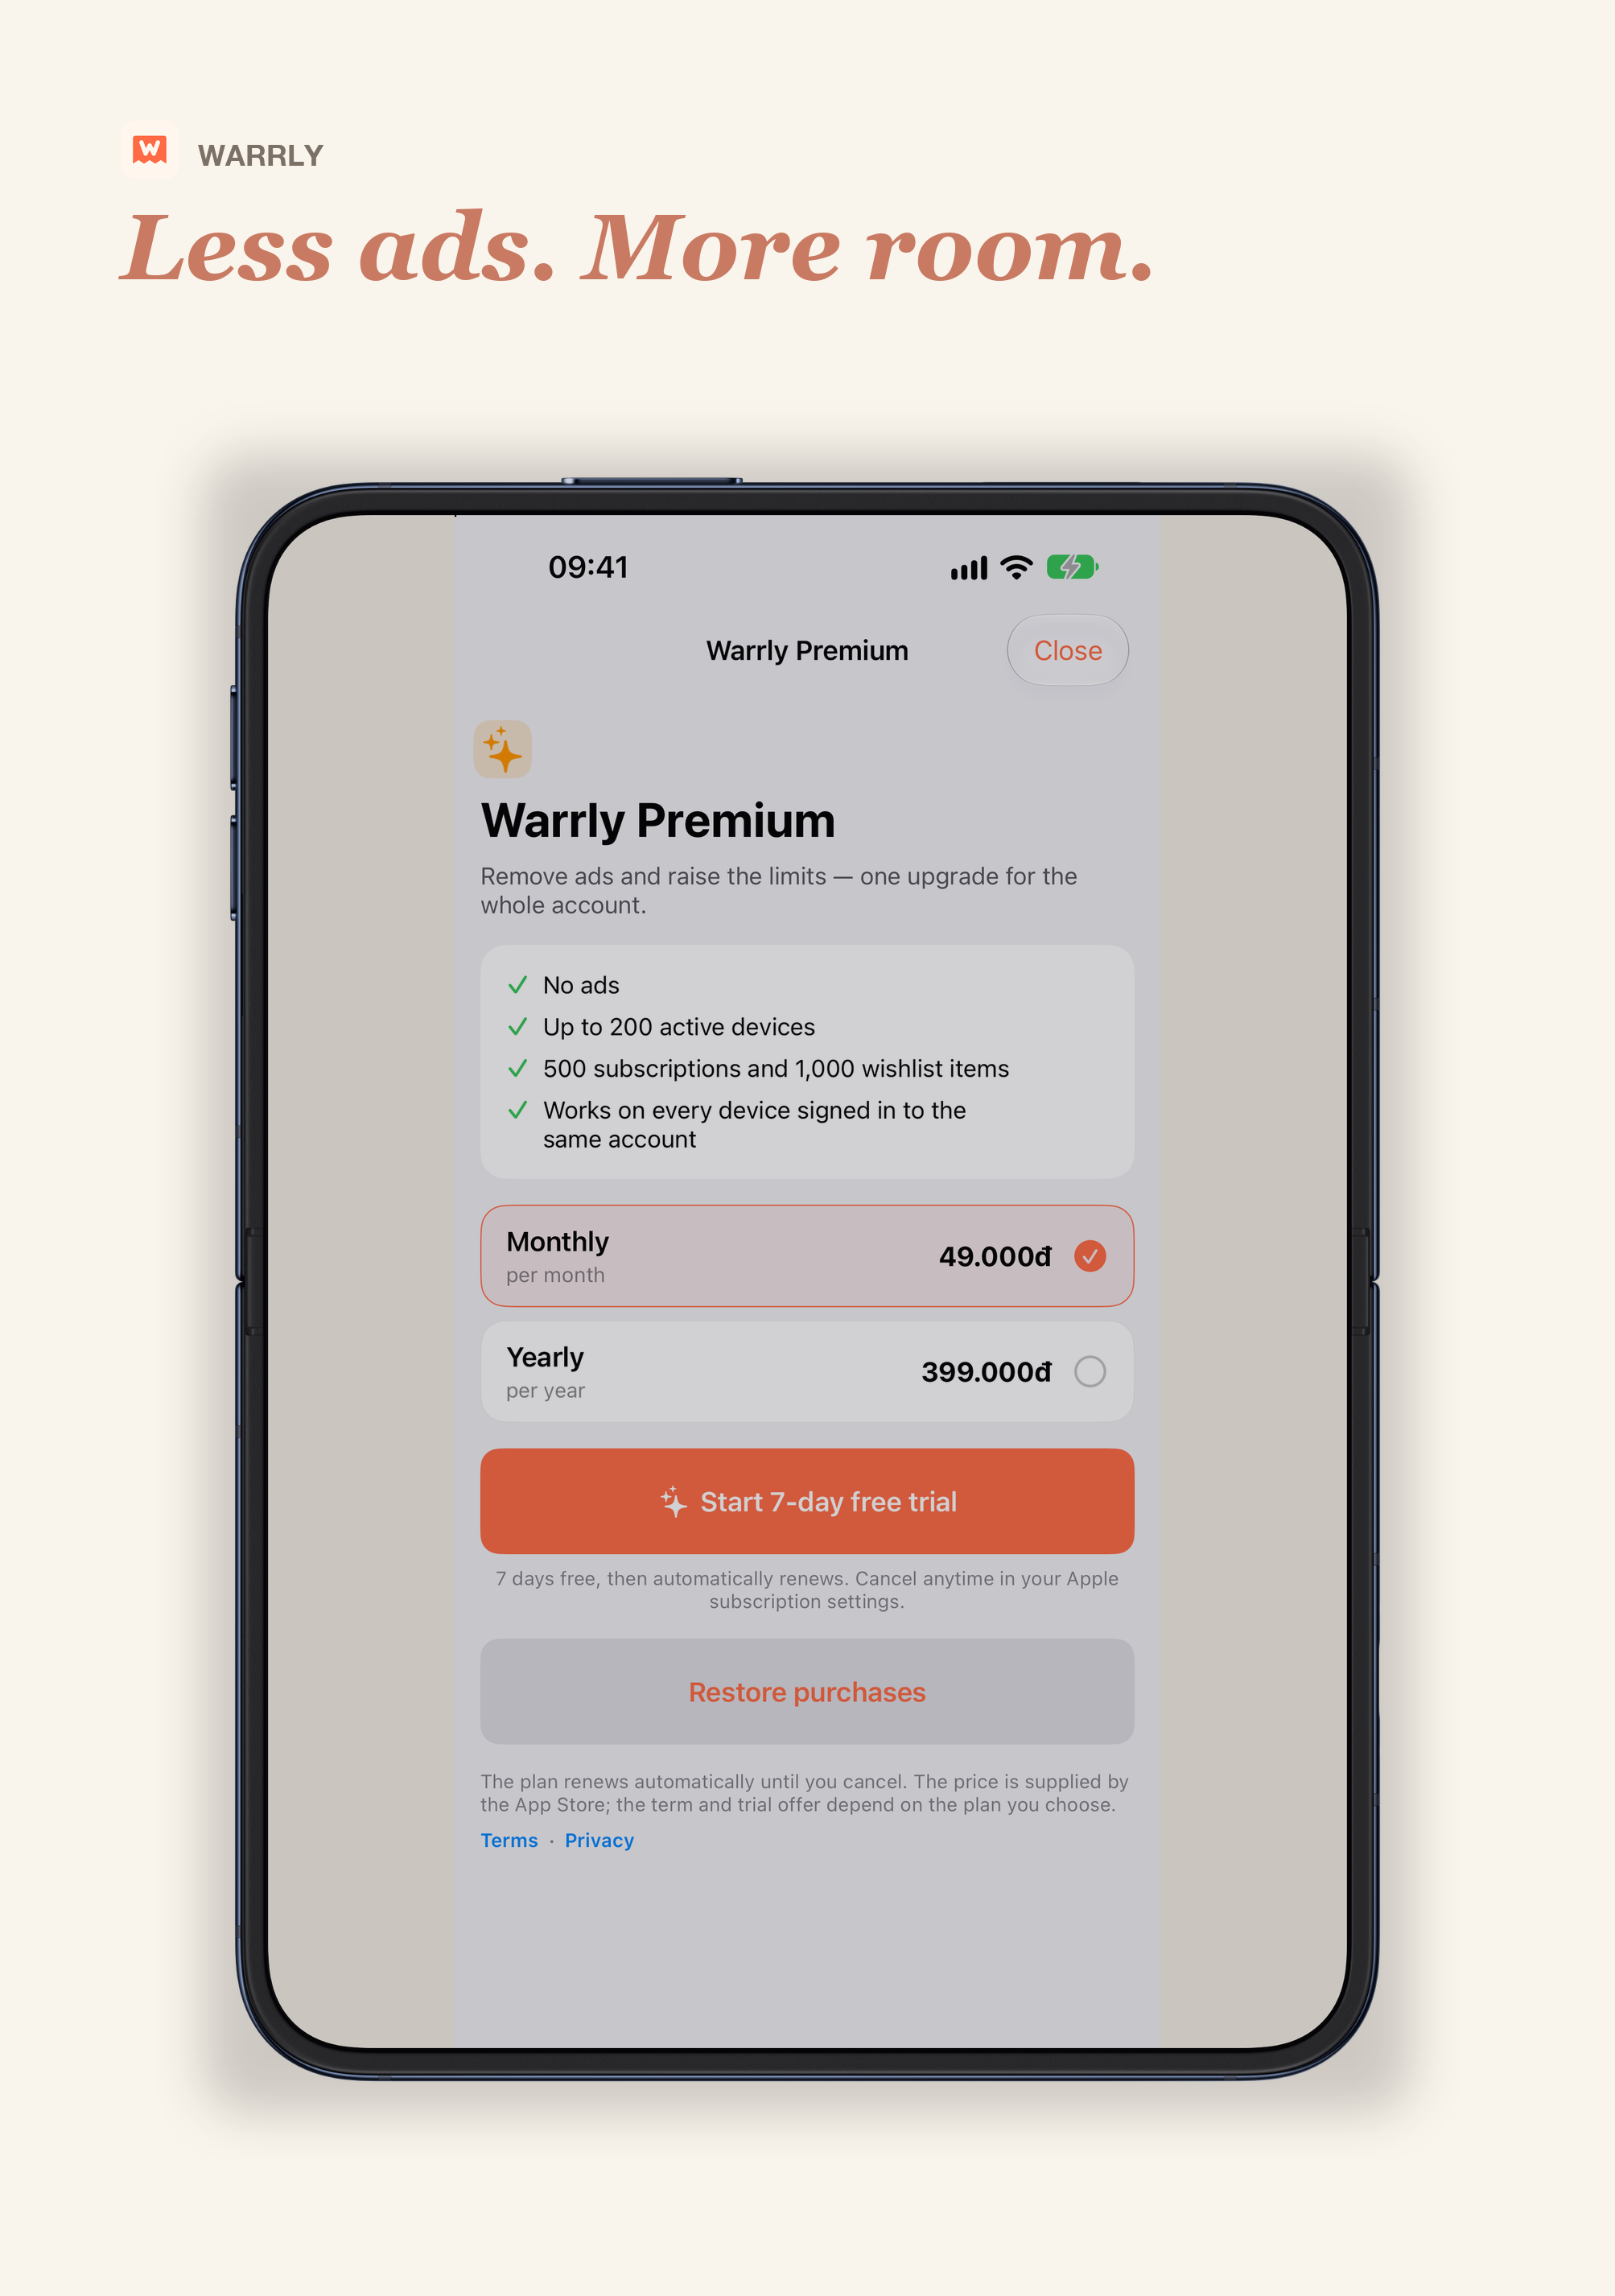 WARRLY
Less ads. More room.
09:41
Warrly Premium
Close
Warrly Premium
Remove ads and raise the limits — one upgrade for the
whole account.
No ads
Up to 200 active devices
500 subscriptions and 1,000 wishlist items
Works on every device signed in to the
same account
Monthly
per month
49.000đ
Yearly
per year
399.000đ
Start 7-day free trial
7 days free, then automatically renews. Cancel anytime in your Apple
subscription settings.
Restore purchases
The plan renews automatically until you cancel. The price is supplied by
the App Store; the term and trial offer depend on the plan you choose.
Terms · Privacy